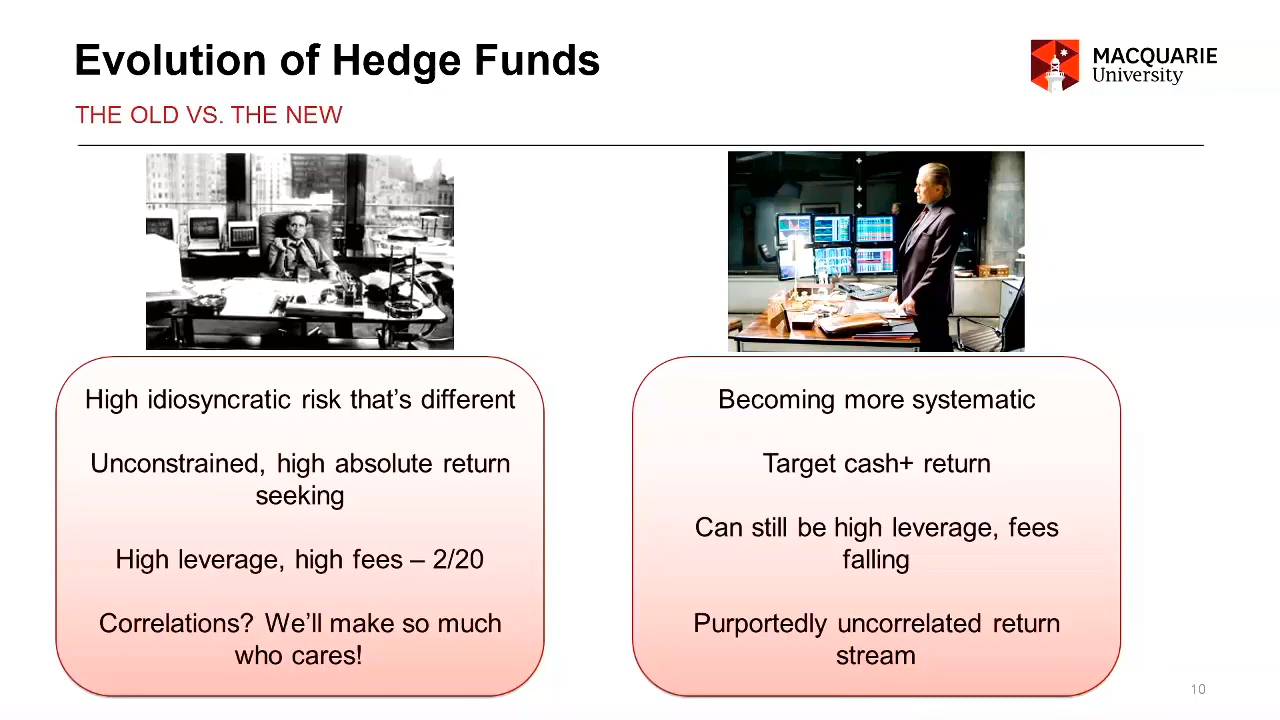 Evolution of Hedge Funds
THE OLD VS. THE NEW
MACQUARIE
University
High idiosyncratic risk that’s different
Unconstrained, high absolute return
seeking
High leverage, high fees – 2/20
Correlations? We’ll make so much
who cares!
Becoming more systematic
Target cash+ return
Can still be high leverage, fees
falling
Purportedly uncorrelated return
stream
10